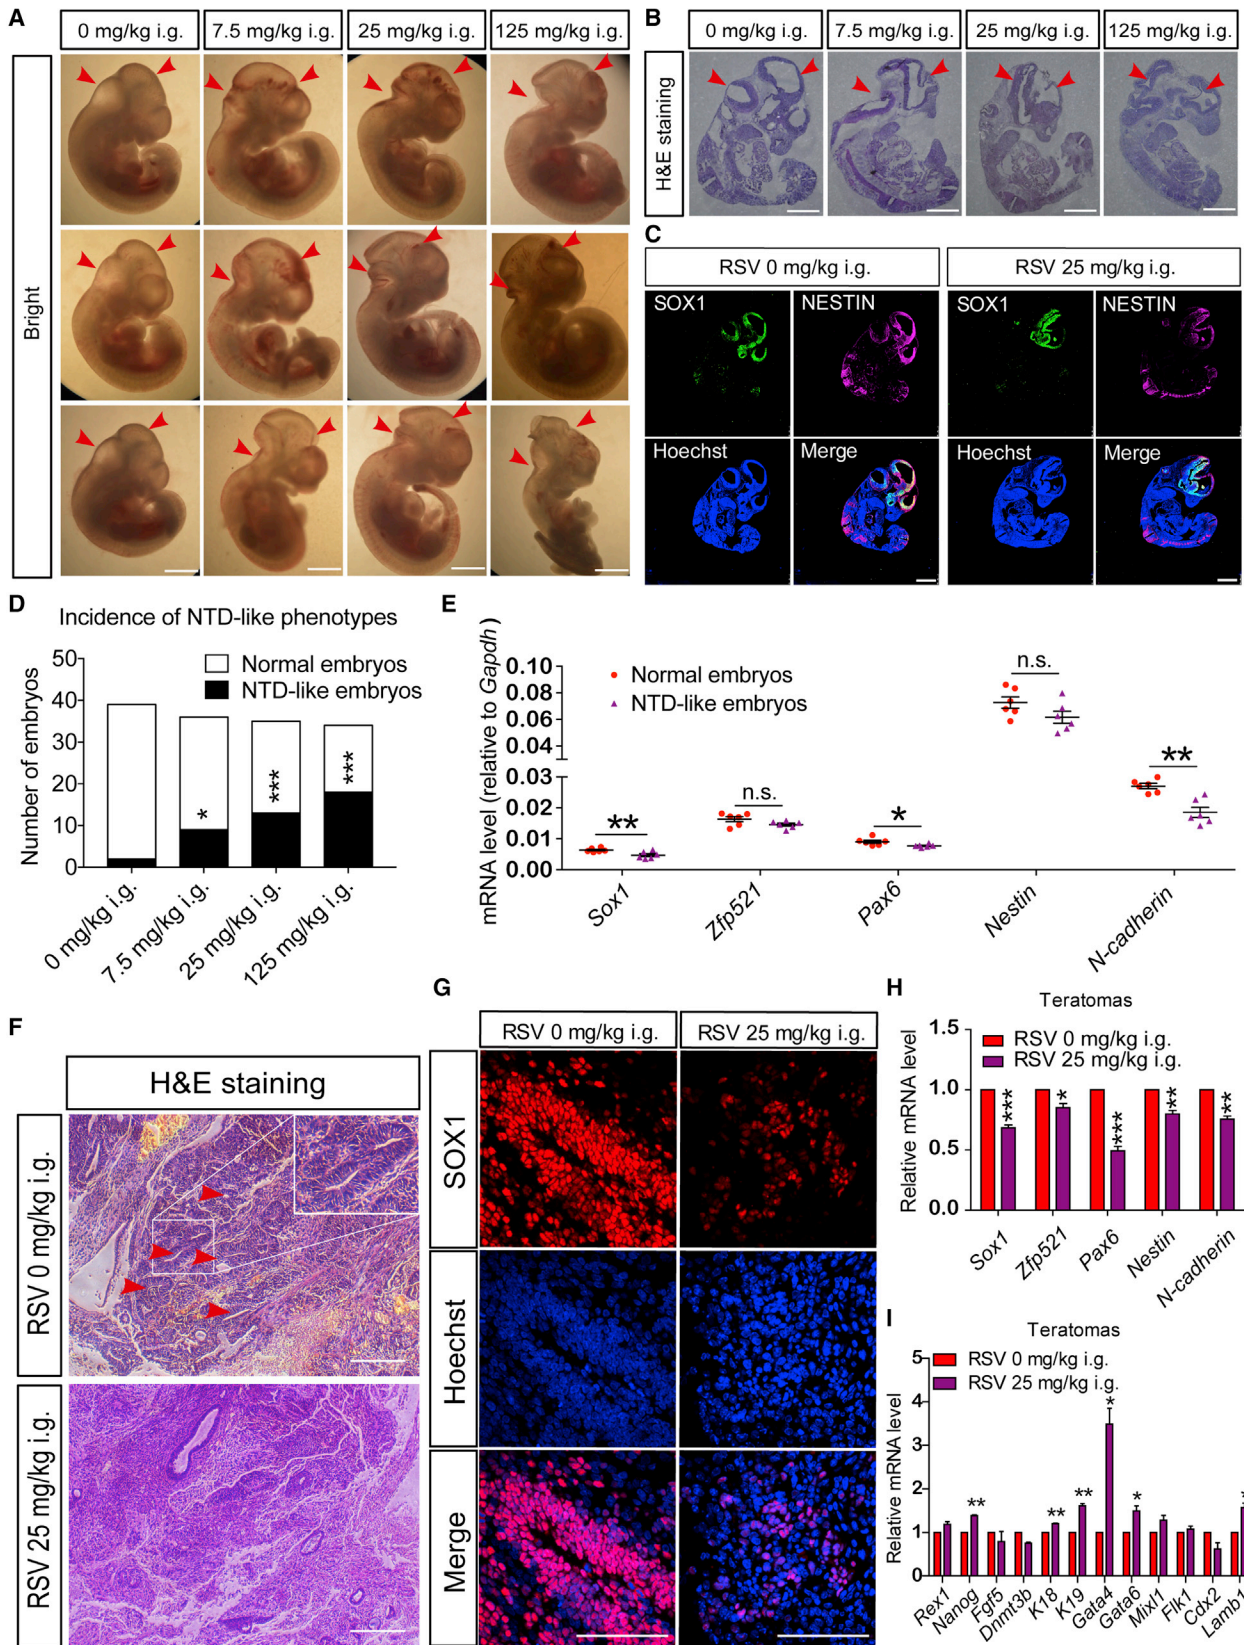 A
0 mg/kg i.g. 7.5 mg/kg i.g. 25 mg/kg i.g. 125 mg/kg i.g.
Bright
B
0 mg/kg i.g. 7.5 mg/kg i.g. 25 mg/kg i.g. 125 mg/kg i.g.
H&E staining
C
RSV 0 mg/kg i.g. RSV 25 mg/kg i.g.
SOX1 NESTIN SOX1 NESTIN
Hoechst Merge Hoechst Merge
D
Incidence of NTD-like phenotypes
Number of embryos
50
40
30
20
10
0
Normal embryos
NTD-like embryos
* *** ***
0 mg/kg i.g. 7.5 mg/kg i.g. 25 mg/kg i.g. 125 mg/kg i.g.
E
mRNA level (relative to Gapdh)
0.10
0.08
0.06
0.04
0.03
0.02
0.01
0.00
Normal embryos
NTD-like embryos
** n.s. * n.s. **
Sox1 Zfp521 Pax6 Nestin N-cadherin
F
H&E staining
RSV 0 mg/kg i.g.
RSV 25 mg/kg i.g.
G
RSV 0 mg/kg i.g. RSV 25 mg/kg i.g.
SOX1
Hoechst
Merge
H
Teratomas
Relative mRNA level
1.5
1.0
0.5
0.0
RSV 0 mg/kg i.g.
RSV 25 mg/kg i.g.
*** * *** ** **
Sox1 Zfp521 Pax6 Nestin N-cadherin
I
Teratomas
Relative mRNA level
5
4
3
2
1
0
RSV 0 mg/kg i.g.
RSV 25 mg/kg i.g.
** ** ** * * *
Rex1 Nanog Fgf5 Dnmt3b K18 K19 Gata4 Gata6 Mixl1 Flk1 Cdx2 Lamb1